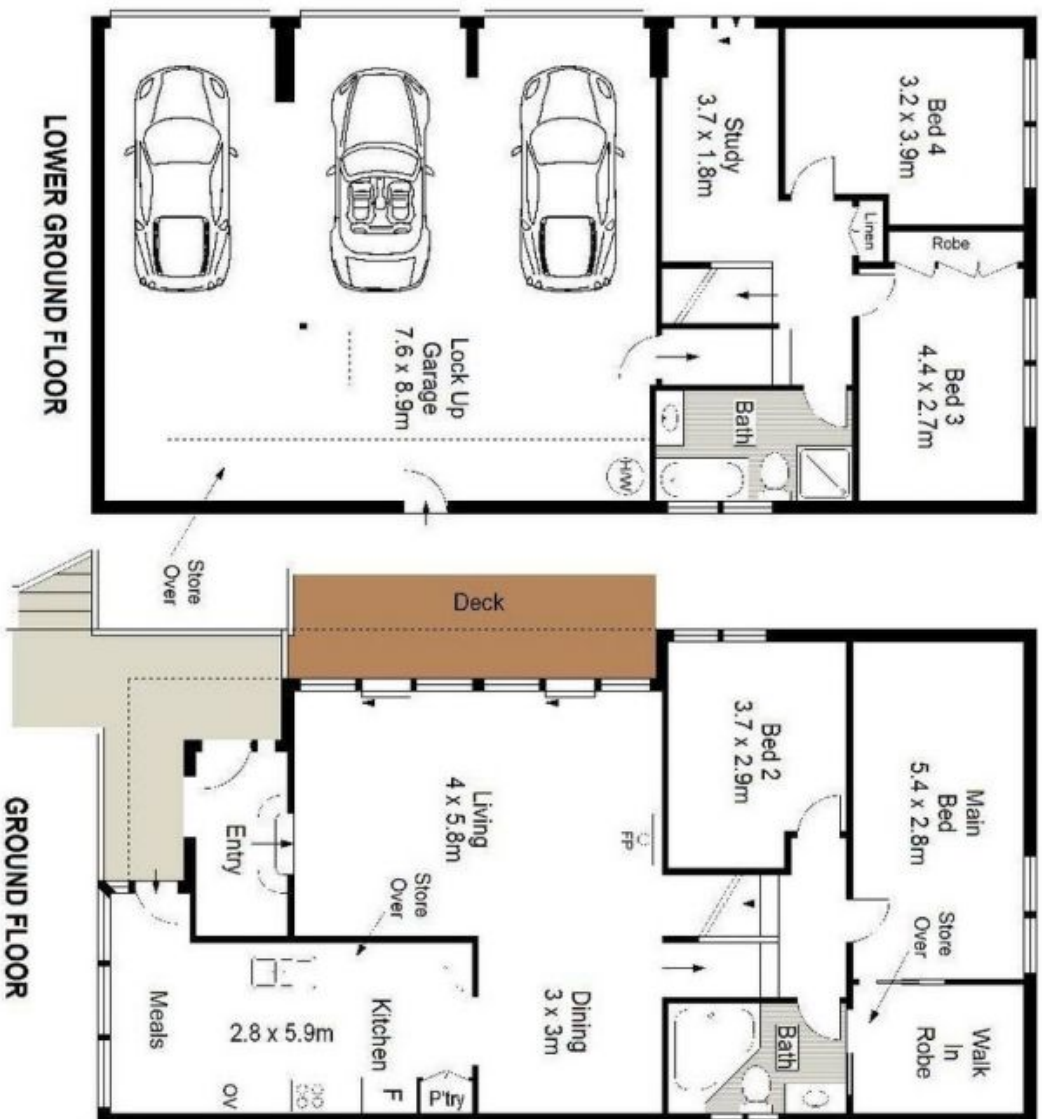 Bed 4
3.2 x 3.9m
Study
3.7 x 1.8m
Linen
Robe
Bed 3
4.4 x 2.7m
Lock Up
Garage
7.6 x 8.9m
Bath
H/W
Store
Over
LOWER GROUND FLOOR
Deck
Main
Bed
5.4 x 2.8m
Bed 2
3.7 x 2.9m
Living
4 x 5.8m
FP
Entry
Store
Over
Store
Over
Walk
In
Robe
Bath
Dining
3 x 3m
Kitchen
2.8 x 5.9m
Meals
OV
F
P'try
GROUND FLOOR